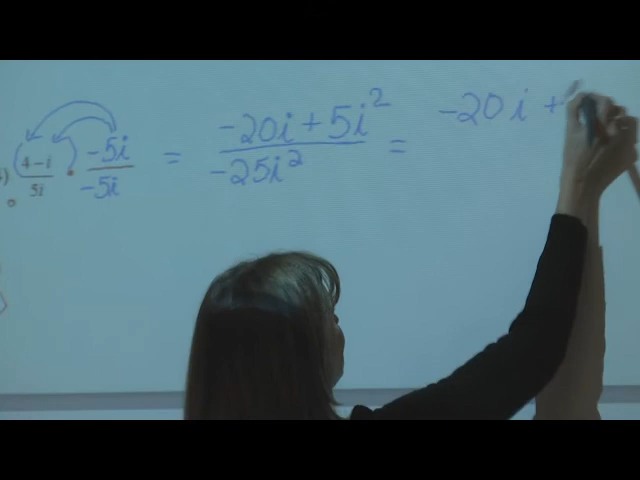 (4-i)/5i • -5i/-5i = -20i + 5i²/-25i² = -20i +